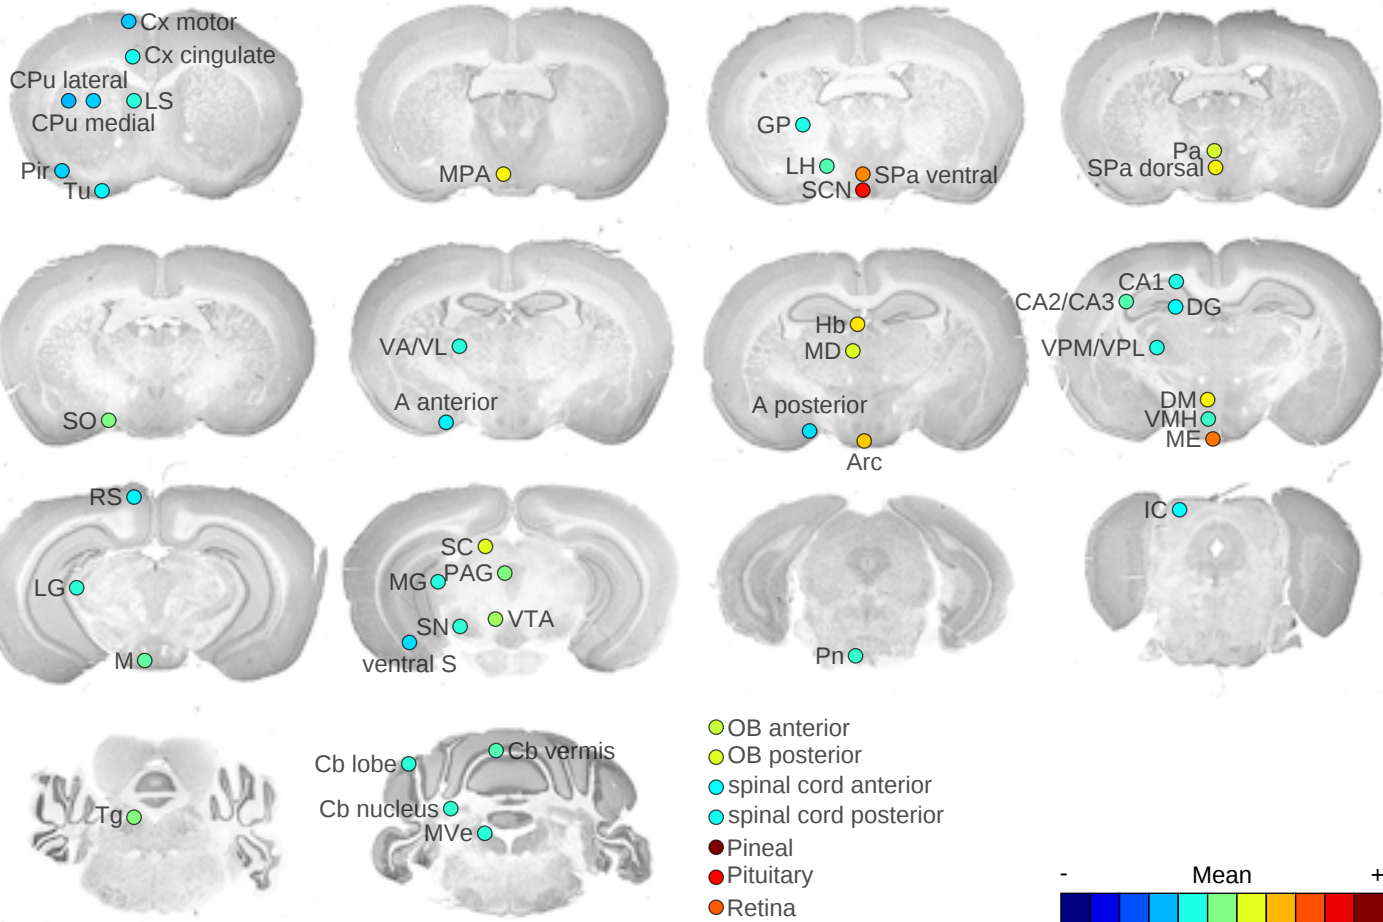 Cx motor
Cx cingulate
CPu lateral
LS
CPu medial
Pir
Tu
MPA
GP
LH
SPa ventral
SCN
Pa
SPa dorsal
SO
VA/VL
A anterior
Hb
MD
A posterior
Arc
CA1
CA2/CA3
DG
VPM/VPL
DM
VMH
ME
RS
LG
M
SC
PAG
MG
VTA
SN
ventral S
Pn
IC
Tg
Cb lobe
Cb vermis
Cb nucleus
MVe
OB anterior
OB posterior
spinal cord anterior
spinal cord posterior
Pineal
Pituitary
Retina
- Mean +